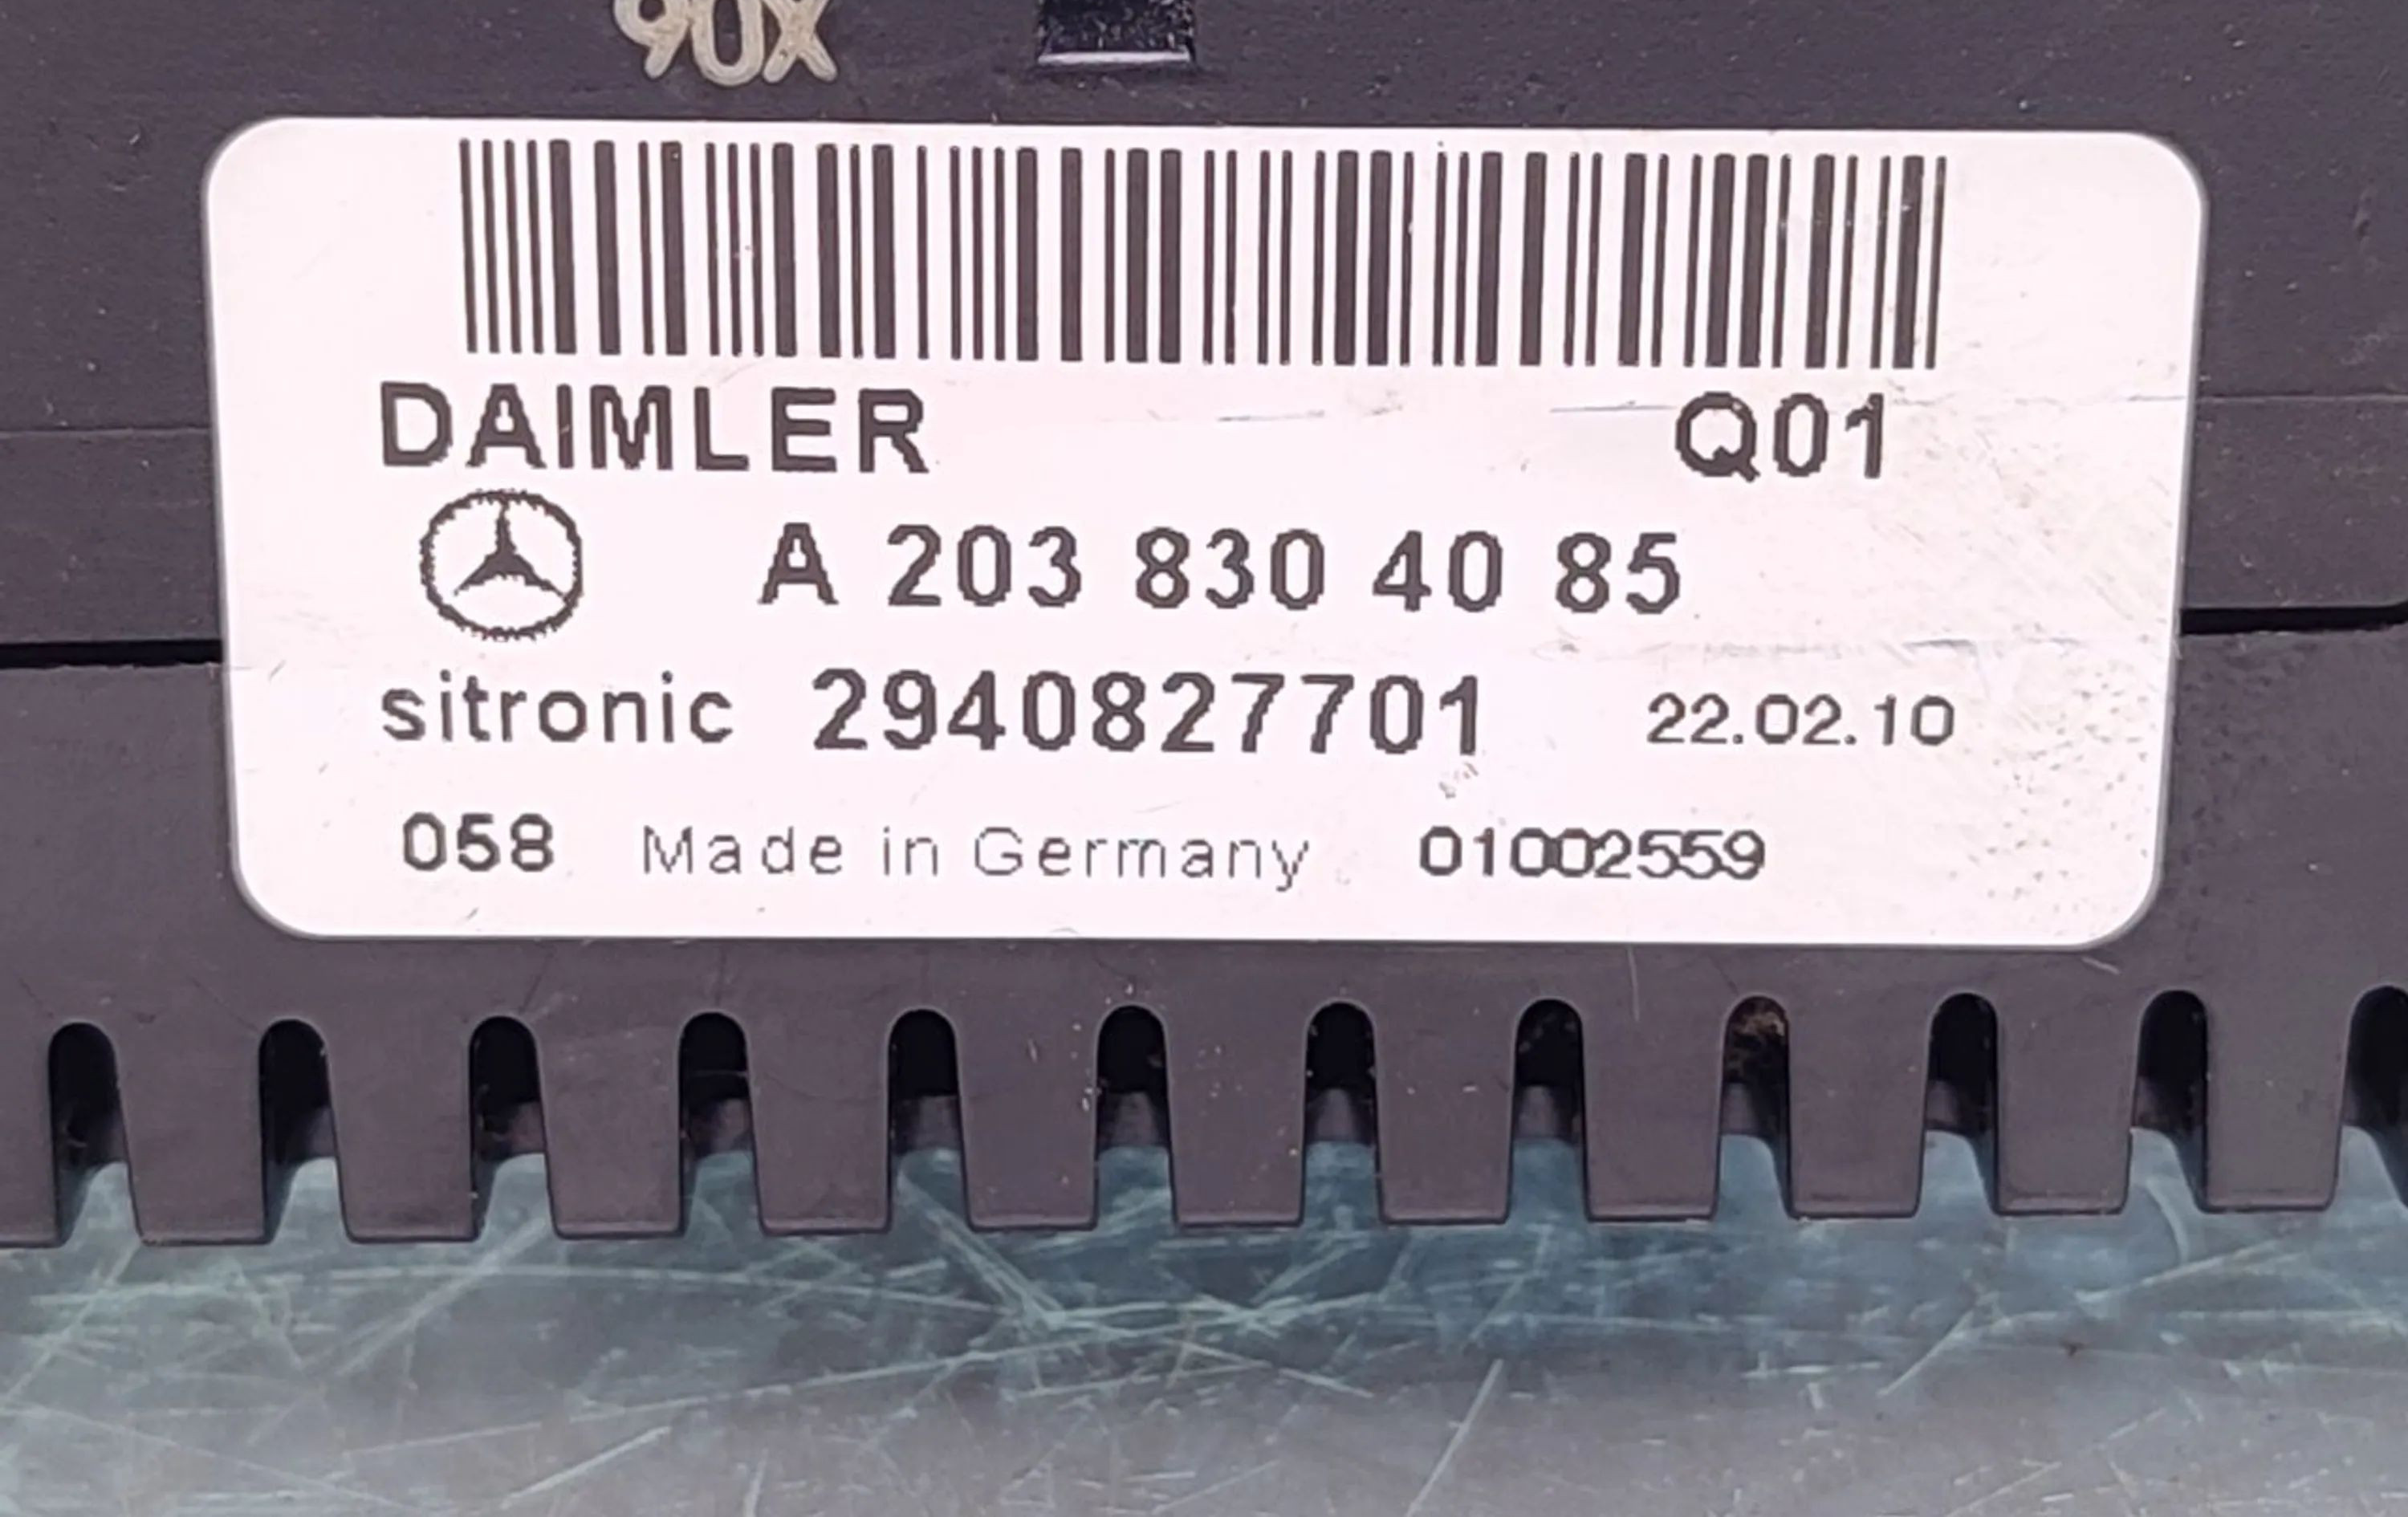 90X
DAIMLER Q01
A 203 830 40 85
sitronic 2940827701 22.02.10
058 Made in Germany 01002559